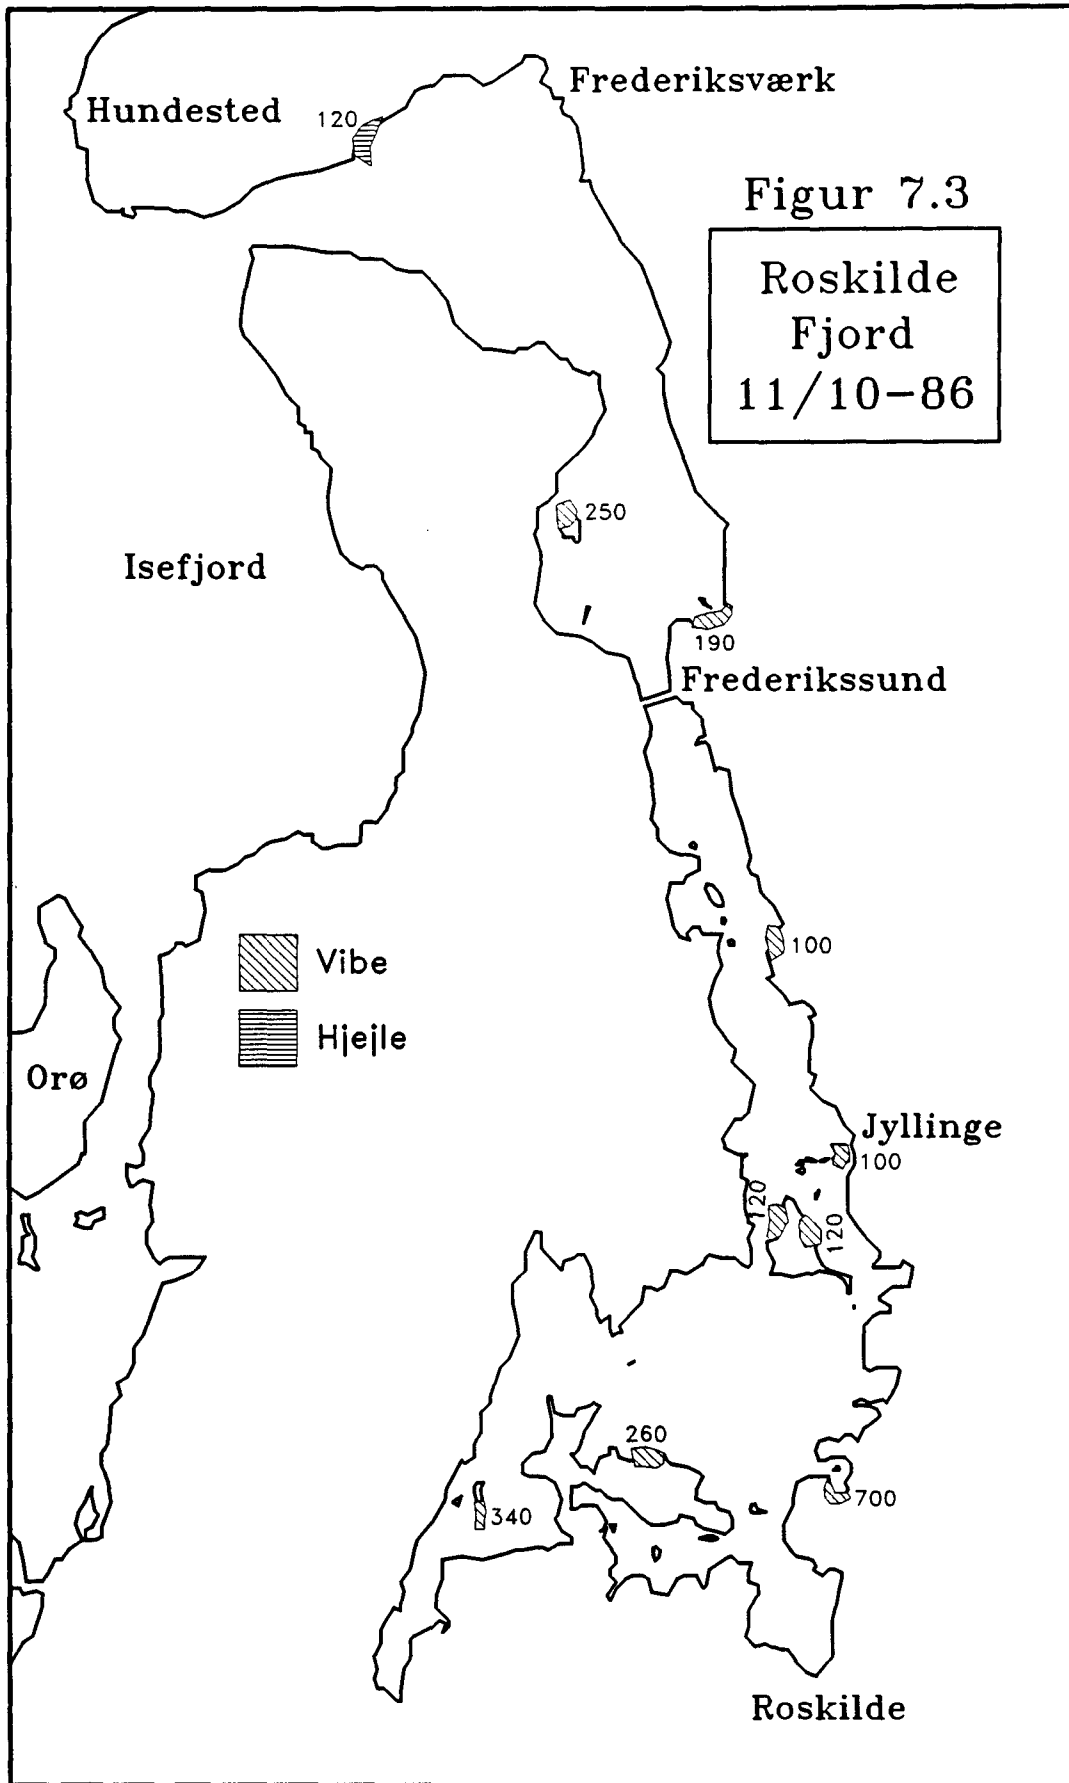 Frederiksværk
Hundested
120
Figur 7.3
Roskilde
Fjord
11/10-86
250
Isefjord
190
Frederikssund
100
Vibe
Hjejle
Orø
Jyllinge
100
120
120
260
700
340
Roskilde